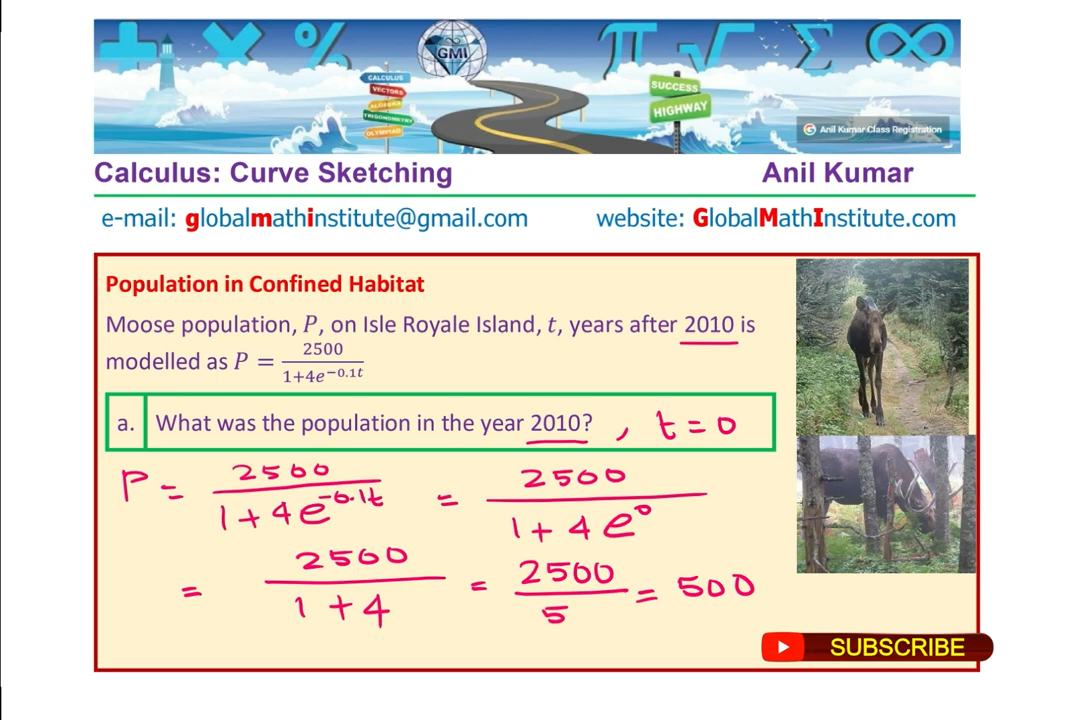 + × % GMI π √ Σ ∞
CALCULUS
VECTORS
ALGEBRA
TRIGONOMETRY
OLYMPIAD
SUCCESS
HIGHWAY
G Anil Kumar Class Registration
Calculus: Curve Sketching Anil Kumar
e-mail: globalmathinstitute@gmail.com website: GlobalMathInstitute.com
Population in Confined Habitat
Moose population, P, on Isle Royale Island, t, years after 2010 is
modelled as P = 2500/(1+4e^−0.1t)
a. What was the population in the year 2010? , t = 0
P = 2500/(1 + 4e^-0.1t) = 2500/(1 + 4e^0)
= 2500/(1 + 4) = 2500/5 = 500
SUBSCRIBE